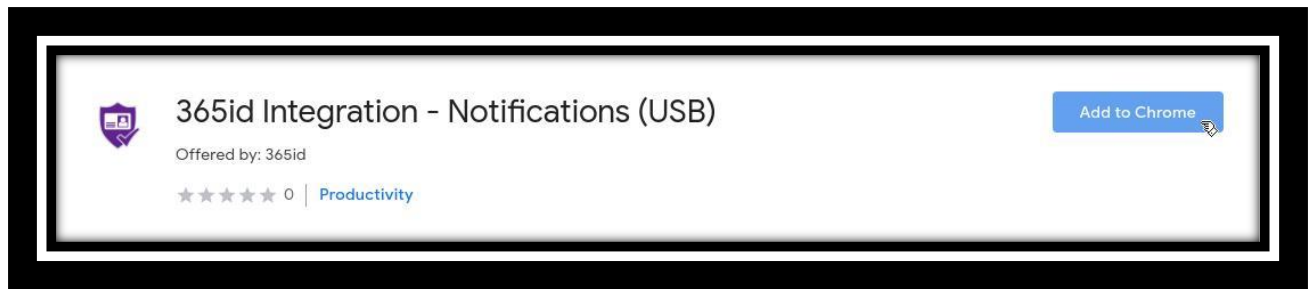 365id Integration - Notifications (USB)
Add to Chrome
Offered by: 365id
0 | Productivity